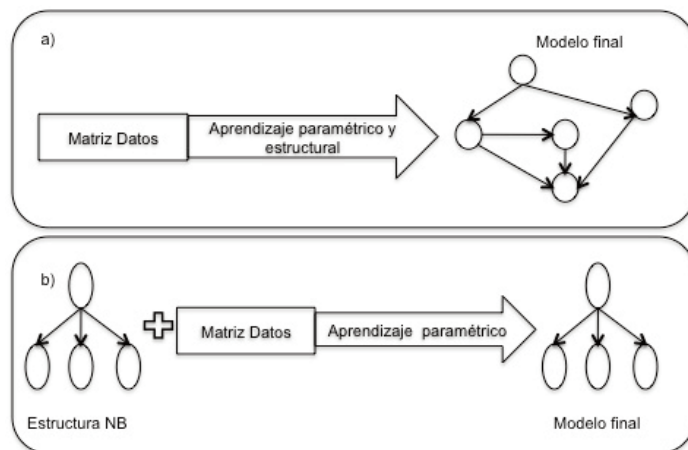 a)
Modelo final
Matriz Datos
Aprendizaje paramétrico y
estructural
b)
Matriz Datos
Aprendizaje paramétrico
Estructura NB
Modelo final